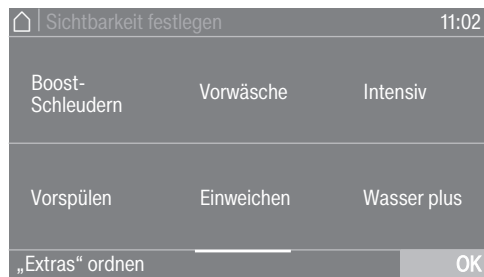 Sichtbarkeit festlegen 11:02
Boost-
Schleudern
Vorwäsche
Intensiv
Vorspülen
Einweichen
Wasser plus
„Extras“ ordnen OK